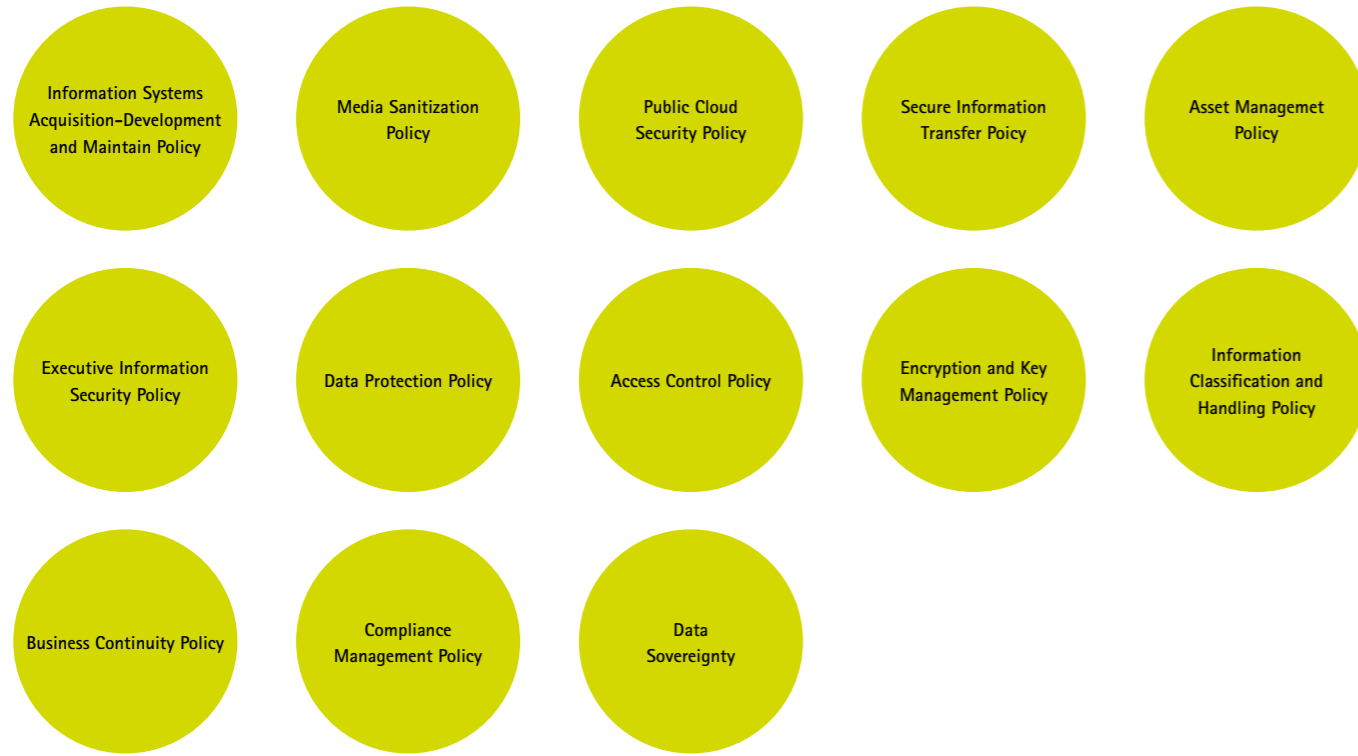 Information Systems
Acquisition-Development
and Maintain Policy
Media Sanitization
Policy
Public Cloud
Security Policy
Secure Information
Transfer Poicy
Asset Managemet
Policy
Executive Information
Security Policy
Data Protection Policy
Access Control Policy
Encryption and Key
Management Policy
Information
Classification and
Handling Policy
Business Continuity Policy
Compliance
Management Policy
Data
Sovereignty